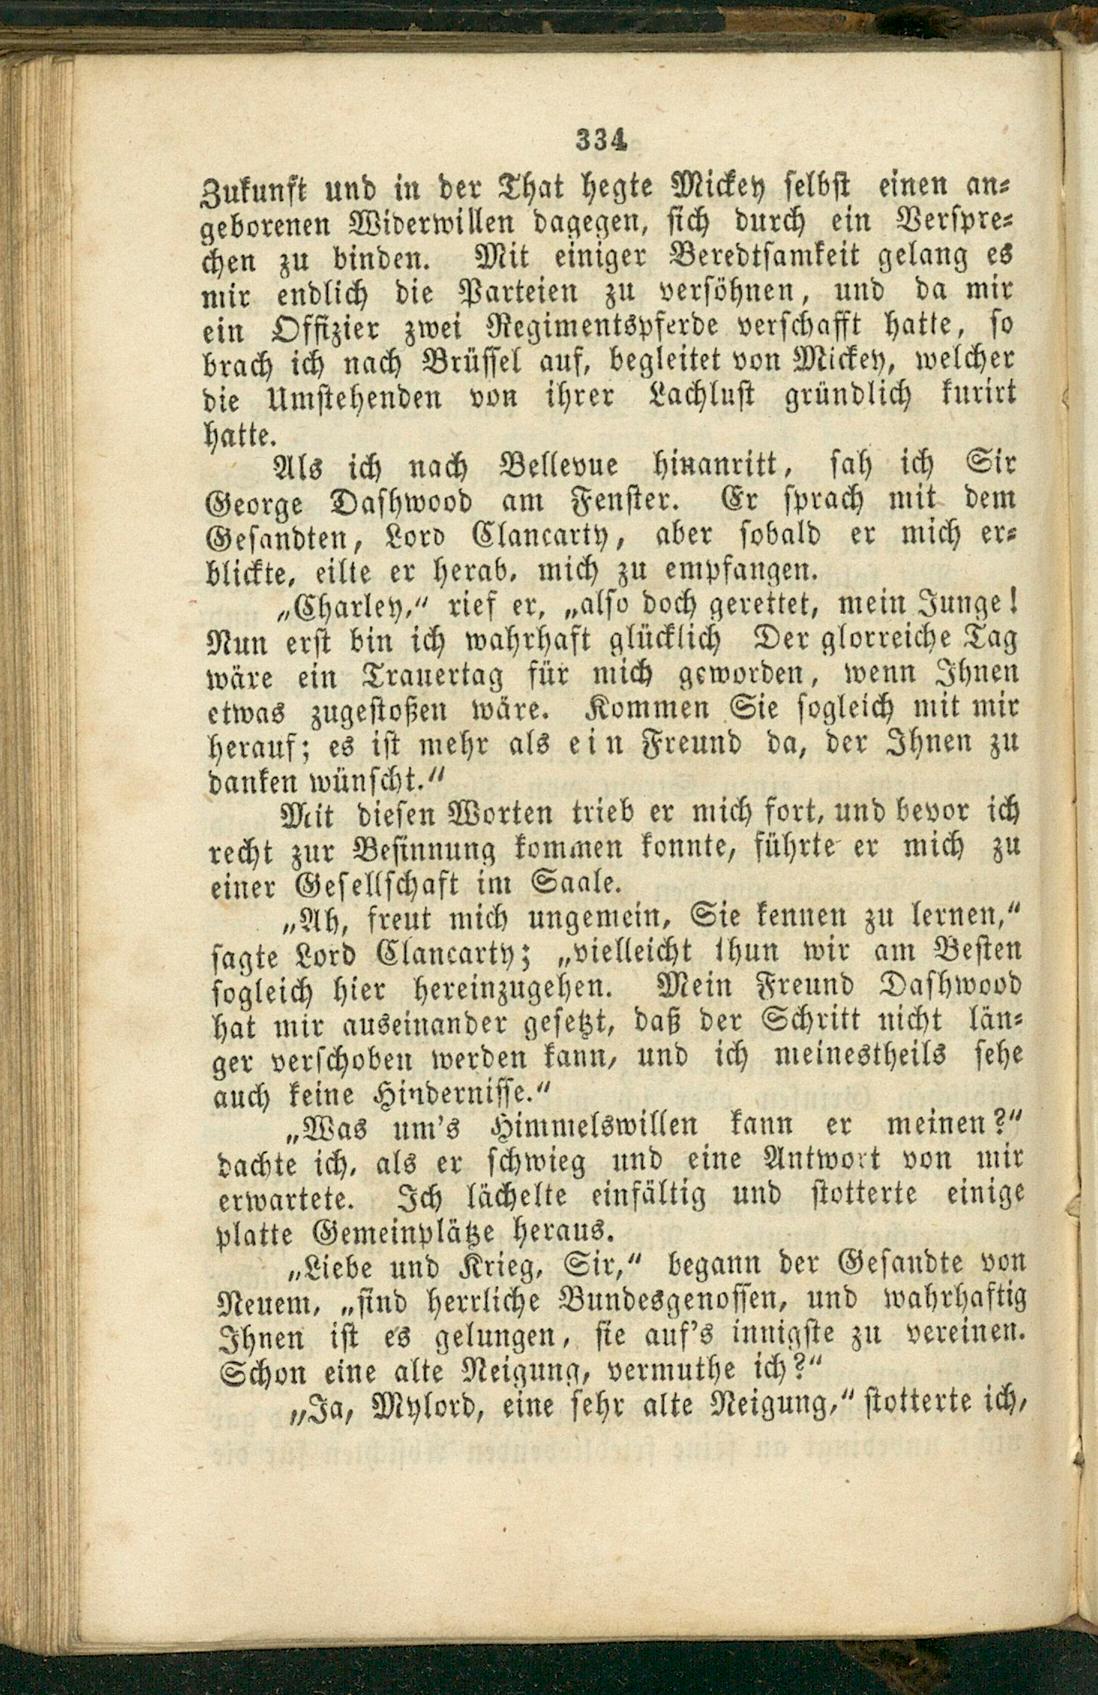 334
Zukunft und in der That hegte Mickey selbst einen an-
geborenen Widerwillen dagegen, sich durch ein Verspre-
chen zu binden. Mit einiger Beredtsamkeit gelang es
mir endlich die Parteien zu versöhnen, und da mir
ein Offizier zwei Regimentspferde verschafft hatte, so
brach ich nach Brüssel auf, begleitet von Mickey, welcher
die Umstehenden von ihrer Lachlust gründlich kurirt
hatte.
Als ich nach Bellevue hinanritt, sah ich Sir
George Dashwood am Fenster. Er sprach mit dem
Gesandten, Lord Clancarty, aber sobald er mich er-
blickte, eilte er herab, mich zu empfangen.
„Charley,“ rief er, „also doch gerettet, mein Junge!
Nun erst bin ich wahrhaft glücklich Der glorreiche Tag
wäre ein Trauertag für mich geworden, wenn Ihnen
etwas zugestoßen wäre. Kommen Sie sogleich mit mir
herauf; es ist mehr als ein Freund da, der Ihnen zu
danken wünscht.“
Mit diesen Worten trieb er mich fort, und bevor ich
recht zur Besinnung kommen konnte, führte er mich zu
einer Gesellschaft im Saale.
„Ah, freut mich ungemein, Sie kennen zu lernen,“
sagte Lord Clancarty; „vielleicht thun wir am Besten
sogleich hier hereinzugehen. Mein Freund Dashwood
hat mir auseinander gesetzt, daß der Schritt nicht län-
ger verschoben werden kann, und ich meinestheils sehe
auch keine Hindernisse.“
„Was um's Himmelswillen kann er meinen?“
dachte ich, als er schwieg und eine Antwort von mir
erwartete. Ich lächelte einfältig und stotterte einige
platte Gemeinplätze heraus.
„Liebe und Krieg, Sir,“ begann der Gesandte von
Neuem, „sind herrliche Bundesgenossen, und wahrhaftig
Ihnen ist es gelungen, sie auf's innigste zu vereinen.
Schon eine alte Neigung, vermuthe ich?“
„Ja, Mylord, eine sehr alte Neigung,“ stotterte ich,